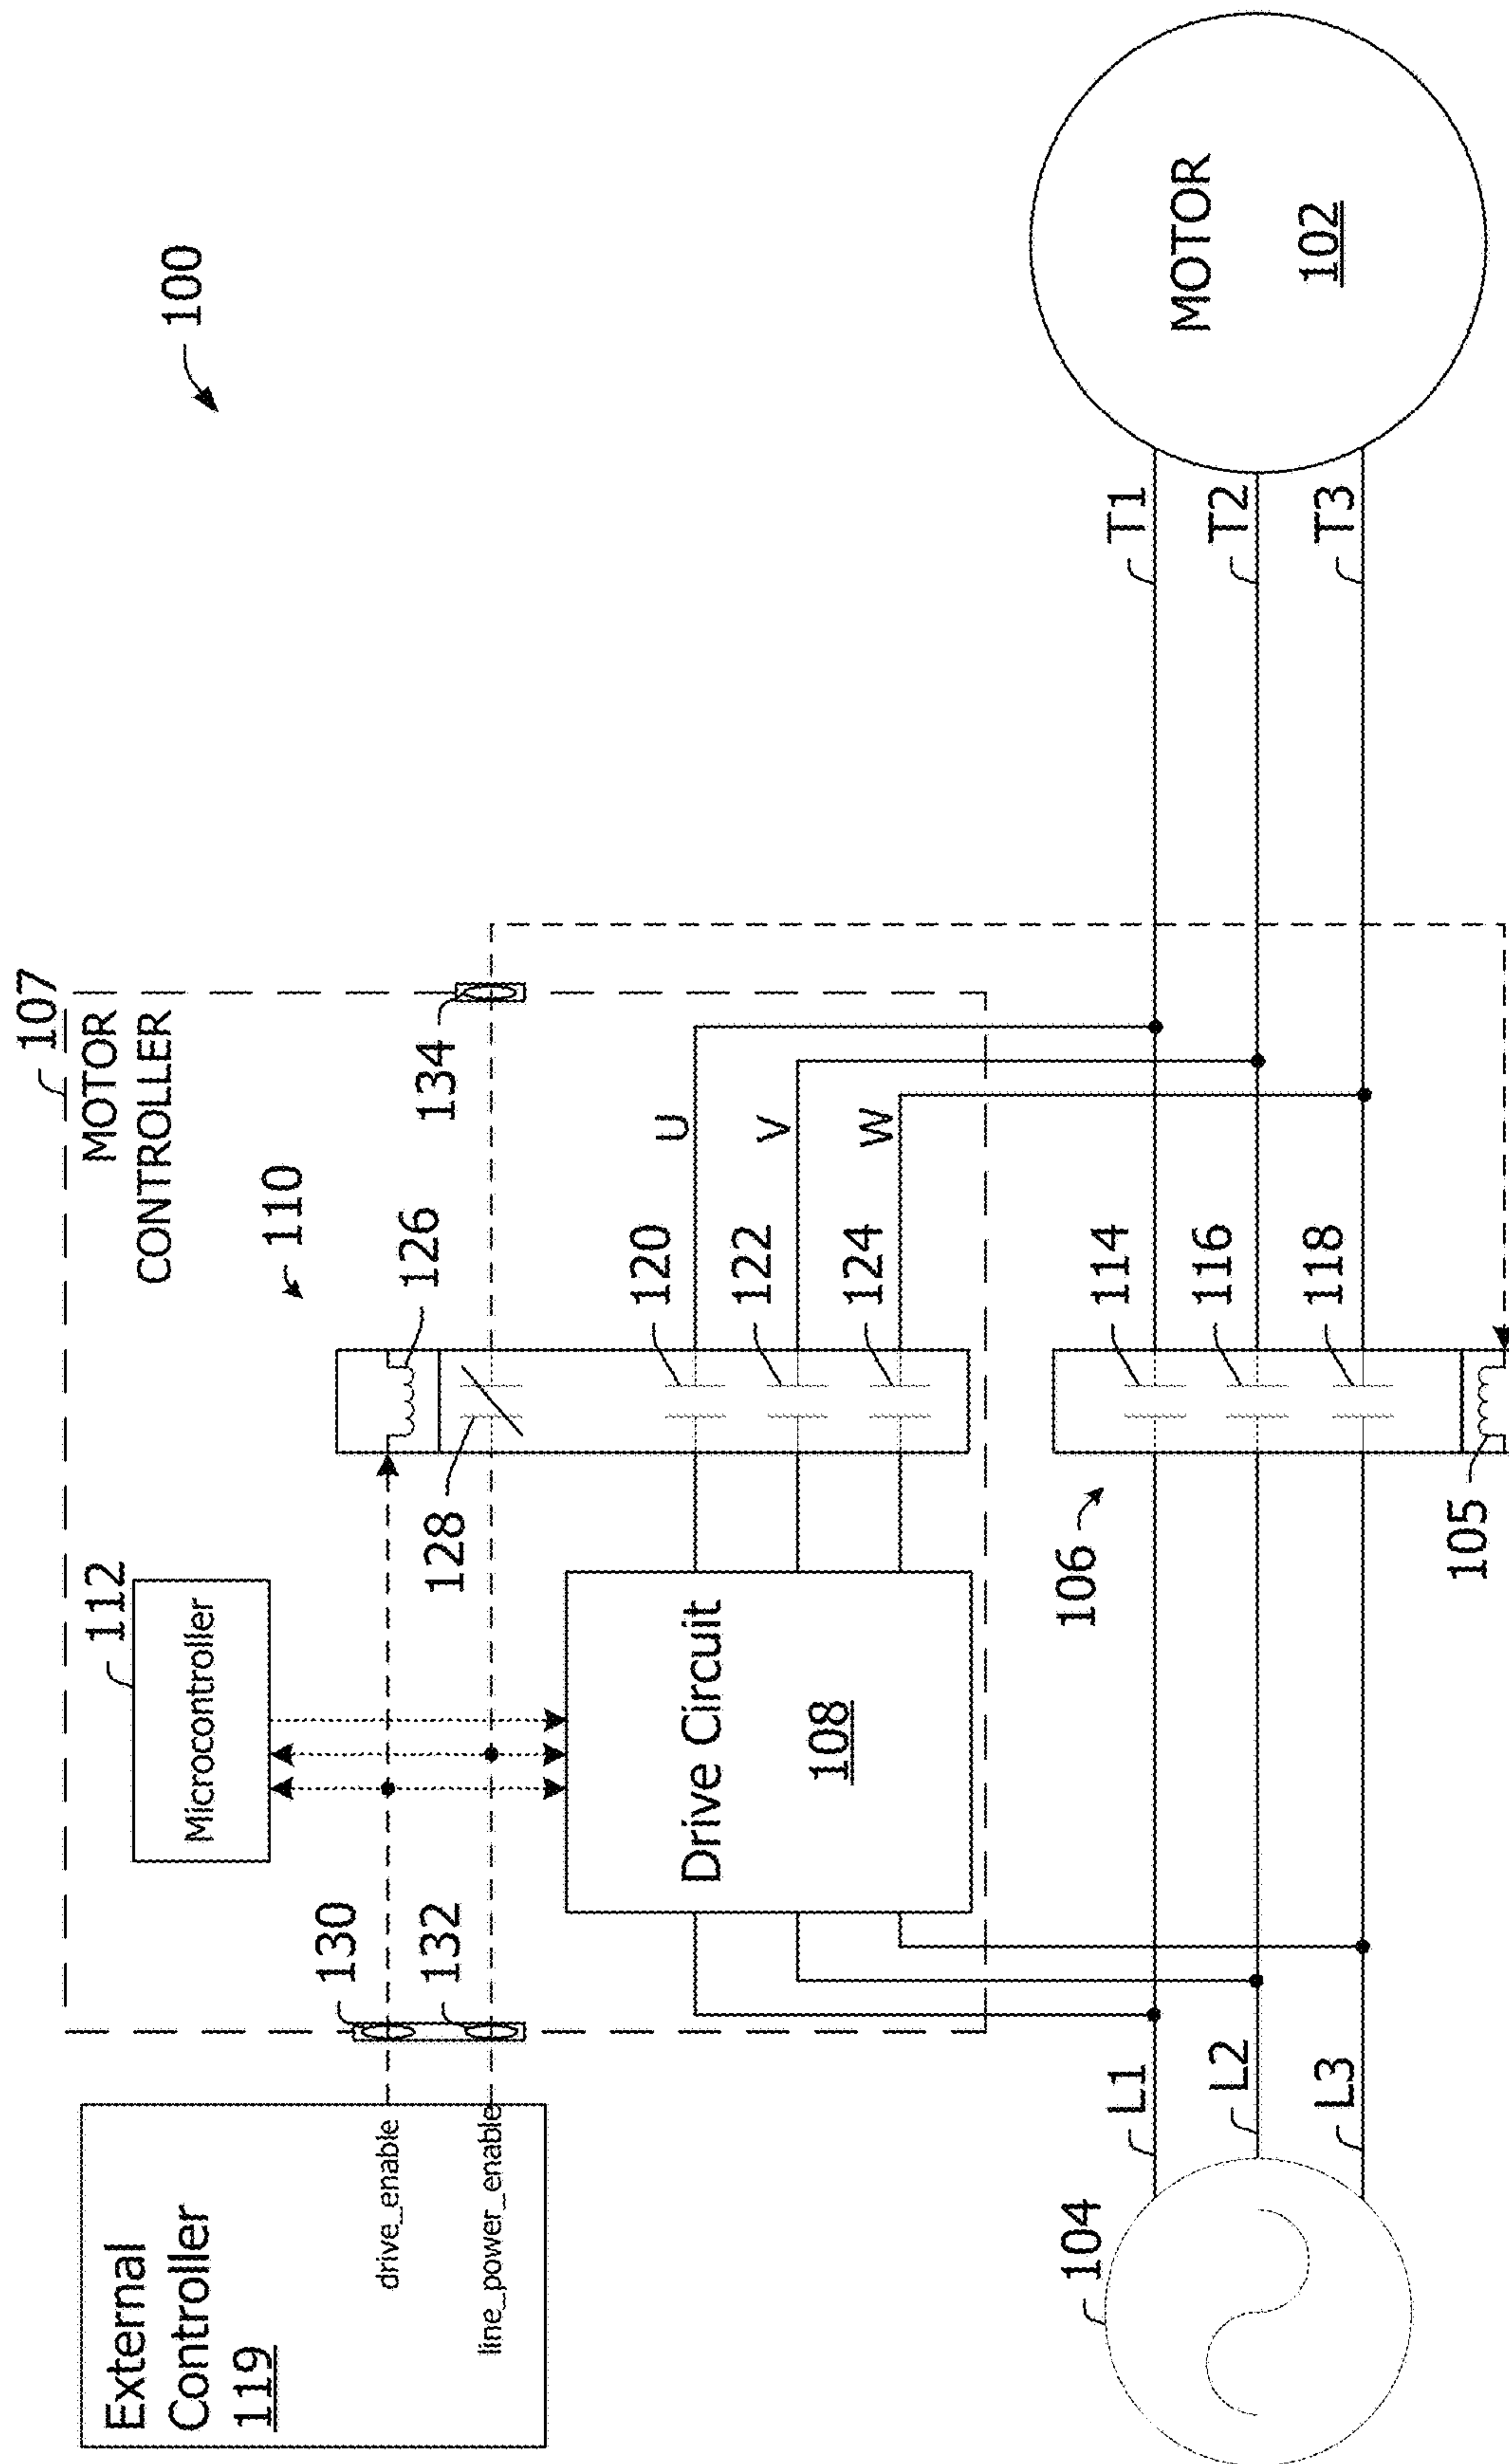 100
107
MOTOR
CONTROLLER
External
Controller
119
drive_enable
line_power_enable
130
132
112
Microcontroller
110
126
128
134
Drive Circuit
108
120
122
124
U
V
W
104
L1
L2
L3
106
114
116
118
105
T1
T2
T3
MOTOR
102